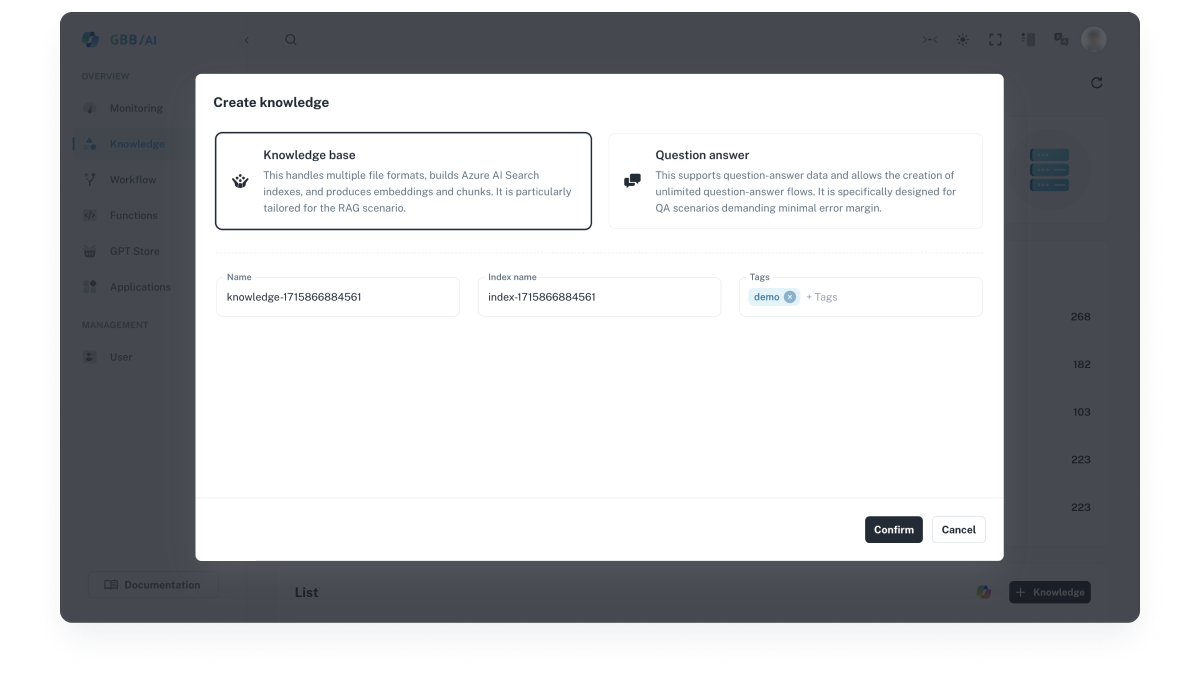 GBB/AI
OVERVIEW
Monitoring
Knowledge
Workflow
Functions
GPT Store
Applications
MANAGEMENT
User
Documentation
Create knowledge
Knowledge base
This handles multiple file formats, builds Azure AI Search
indexes, and produces embeddings and chunks. It is particularly
tailored for the RAG scenario.
Question answer
This supports question-answer data and allows the creation of
unlimited question-answer flows. It is specifically designed for
QA scenarios demanding minimal error margin.
Name
knowledge-1715866884561
Index name
index-1715866884561
Tags
demo + Tags
Confirm Cancel
268
182
103
223
223
List
+ Knowledge